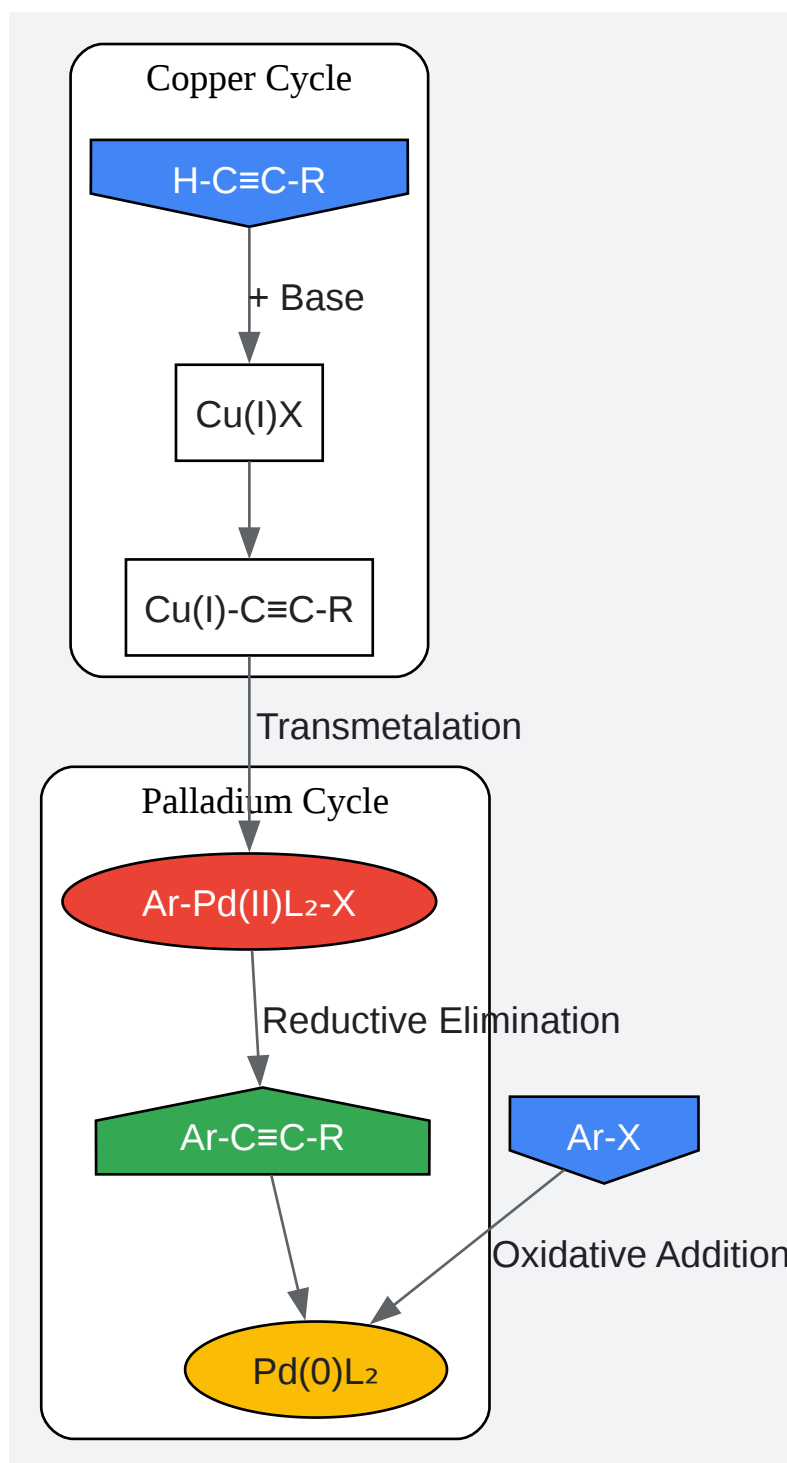 Copper Cycle
H-C≡C-R
+ Base
Cu(I)X
Cu(I)-C≡C-R
Transmetalation
Palladium Cycle
Ar-Pd(II)L₂-X
Reductive Elimination
Ar-C≡C-R
Ar-X
Oxidative Addition
Pd(0)L₂